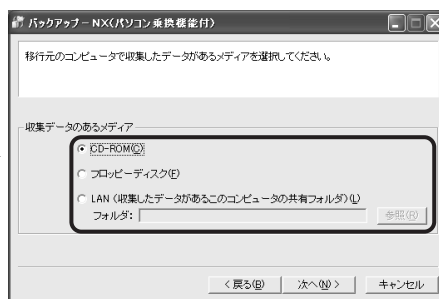 バックアップ－NX(パソコン乗換機能付)
移行元のコンピュータで収集したデータがあるメディアを選択してください。
収集データのあるメディア
CD-ROM(C)
フロッピーディスク(F)
LAN (収集したデータがあるこのコンピュータの共有フォルダ)(L)
フォルダ:
参照(R)
< 戻る(B)
次へ(N) >
キャンセル